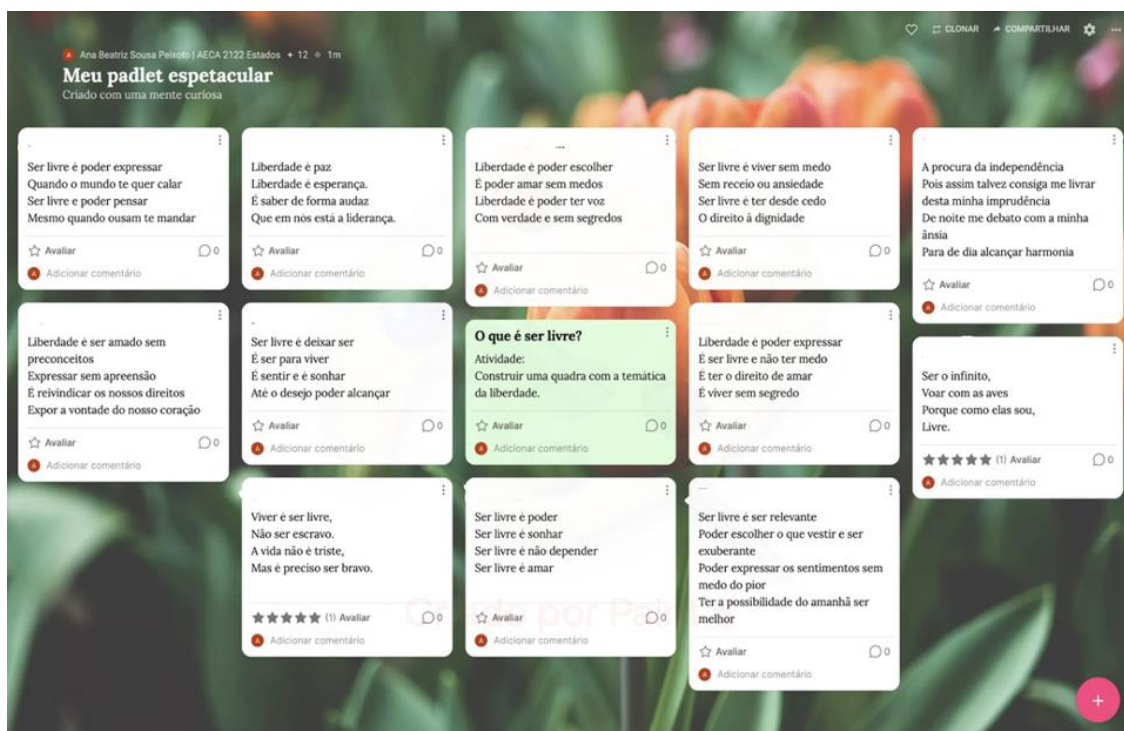 CLONAR COMPARTILHAR
Ana Beatriz Sousa Peixoto | AECA 2122 Estados + 12 • 1m
Meu padlet espetacular
Criado com uma mente curiosa
Ser livre é poder expressar
Quando o mundo te quer calar
Ser livre e poder pensar
Mesmo quando ousam te mandar
Avaliar 0
A Adicionar comentário
Liberdade é paz
Liberdade é esperança.
É saber de forma audaz
Que em nós está a liderança.
Avaliar 0
A Adicionar comentário
Liberdade é poder escolher
É poder amar sem medos
Liberdade é poder ter voz
Com verdade e sem segredos
Avaliar 0
A Adicionar comentário
Ser livre é viver sem medo
Sem receio ou ansiedade
Ser livre é ter desde cedo
O direito à dignidade
Avaliar 0
A Adicionar comentário
A procura da independência
Pois assim talvez consiga me livrar
desta minha imprudência
De noite me debato com a minha
ânsia
Para de dia alcançar harmonia
Avaliar 0
A Adicionar comentário
Liberdade é ser amado sem
preconceitos
Expressar sem apreensão
É reivindicar os nossos direitos
Expor a vontade do nosso coração
Avaliar 0
A Adicionar comentário
Ser livre é deixar ser
É ser para viver
É sentir e é sonhar
Até o desejo poder alcançar
Avaliar 0
A Adicionar comentário
O que é ser livre?
Atividade:
Construir uma quadra com a temática
da liberdade.
Avaliar 0
A Adicionar comentário
Liberdade é poder expressar
É ser livre e não ter medo
É ter o direito de amar
É viver sem segredo
Avaliar 0
A Adicionar comentário
Ser o infinito,
Voar com as aves
Porque como elas sou,
Livre.
(1) Avaliar 0
A Adicionar comentário
Viver é ser livre,
Não ser escravo.
A vida não é triste,
Mas é preciso ser bravo.
(1) Avaliar 0
A Adicionar comentário
Ser livre é poder
Ser livre é sonhar
Ser livre é não depender
Ser livre é amar
Avaliar 0
A Adicionar comentário
Ser livre é ser relevante
Poder escolher o que vestir e ser
exuberante
Poder expressar os sentimentos sem
medo do pior
Ter a possibilidade do amanhã ser
melhor
Avaliar 0
A Adicionar comentário
por